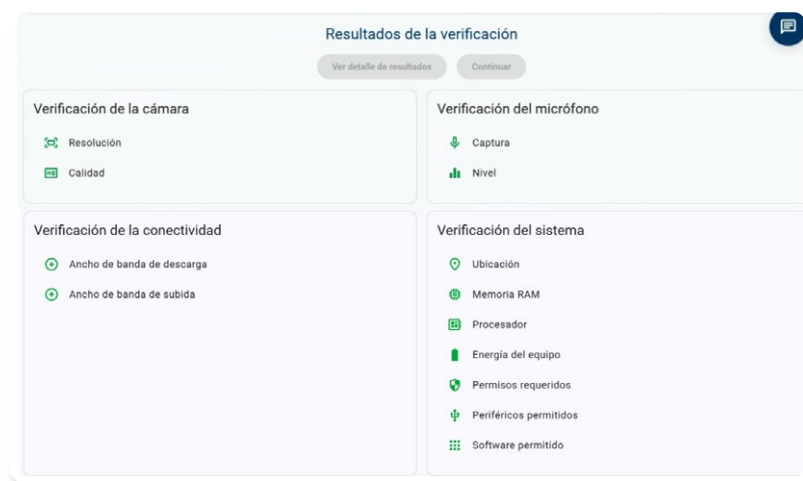 Resultados de la verificación
Ver detalle de resultados
Continuar
Verificación de la cámara
Resolución
Calidad
Verificación del micrófono
Captura
Nivel
Verificación de la conectividad
Ancho de banda de descarga
Ancho de banda de subida
Verificación del sistema
Ubicación
Memoria RAM
Procesador
Energía del equipo
Permisos requeridos
Periféricos permitidos
Software permitido